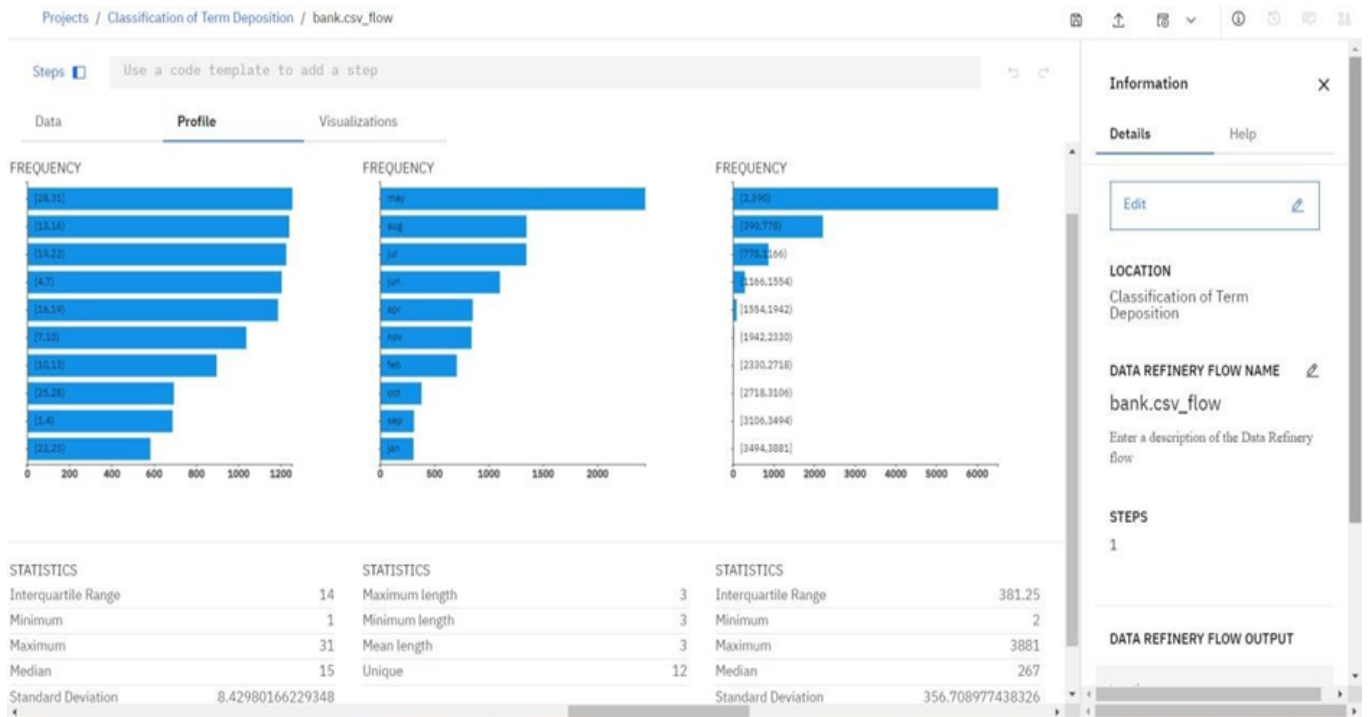 Projects / Classification of Term Deposition / bank.csv_flow
Steps
Use a code template to add a step
Data
Profile
Visualizations
FREQUENCY
[28,31]
[13,16)
[19,22)
[4,7)
[16,19)
[7,10)
[10,13)
[25,28)
[1,4)
[22,25)
0 200 400 600 800 1000 1200
FREQUENCY
may
aug
jul
jun
apr
nov
feb
oct
sep
jan
0 500 1000 1500 2000
FREQUENCY
[2,390)
[390,778)
[778,1166)
[1166,1554)
[1554,1942)
[1942,2330)
[2330,2718)
[2718,3106)
[3106,3494)
[3494,3881]
0 1000 2000 3000 4000 5000 6000
STATISTICS
Interquartile Range 14
Minimum 1
Maximum 31
Median 15
Standard Deviation 8.42980166229348
STATISTICS
Maximum length 3
Minimum length 3
Mean length 3
Unique 12
STATISTICS
Interquartile Range 381.25
Minimum 2
Maximum 3881
Median 267
Standard Deviation 356.708977438326
Information
Details
Help
Edit
LOCATION
Classification of Term
Deposition
DATA REFINERY FLOW NAME
bank.csv_flow
Enter a description of the Data Refinery
flow
STEPS
1
DATA REFINERY FLOW OUTPUT